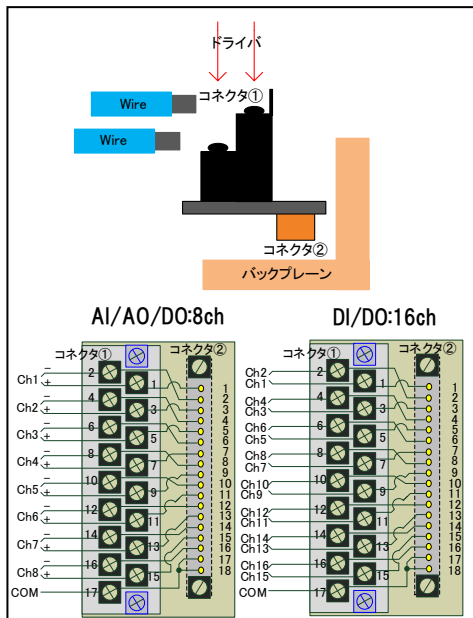 ドライバ
コネクタ①
Wire
Wire
コネクタ②
バックプレーン
AI/AO/DO:8ch
コネクタ①
コネクタ②
Ch1
−
+
Ch2
−
+
Ch3
−
+
Ch4
−
+
Ch5
−
+
Ch6
−
+
Ch7
−
+
Ch8
−
+
COM
2
1
4
3
6
5
8
7
10
9
12
11
14
13
16
15
17
1
2
3
4
5
6
7
8
9
10
11
12
13
14
15
16
17
18
DI/DO:16ch
コネクタ①
コネクタ②
Ch2
Ch1
Ch4
Ch3
Ch6
Ch5
Ch8
Ch7
Ch10
Ch9
Ch12
Ch11
Ch14
Ch13
Ch16
Ch15
COM
2
1
4
3
6
5
8
7
10
9
12
11
14
13
16
15
17
1
2
3
4
5
6
7
8
9
10
11
12
13
14
15
16
17
18